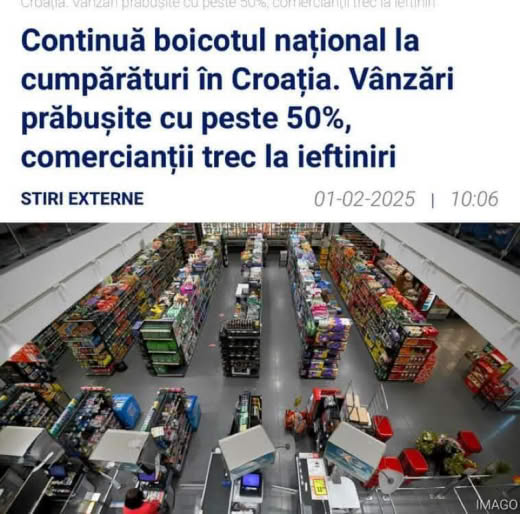 Croația. Vânzări prăbușite cu peste 50%, comercianții trec la ieftiniri
Continuă boicotul național la
cumpărături în Croația. Vânzări
prăbușite cu peste 50%,
comercianții trec la ieftiniri
STIRI EXTERNE 01-02-2025 | 10:06
IMAGO